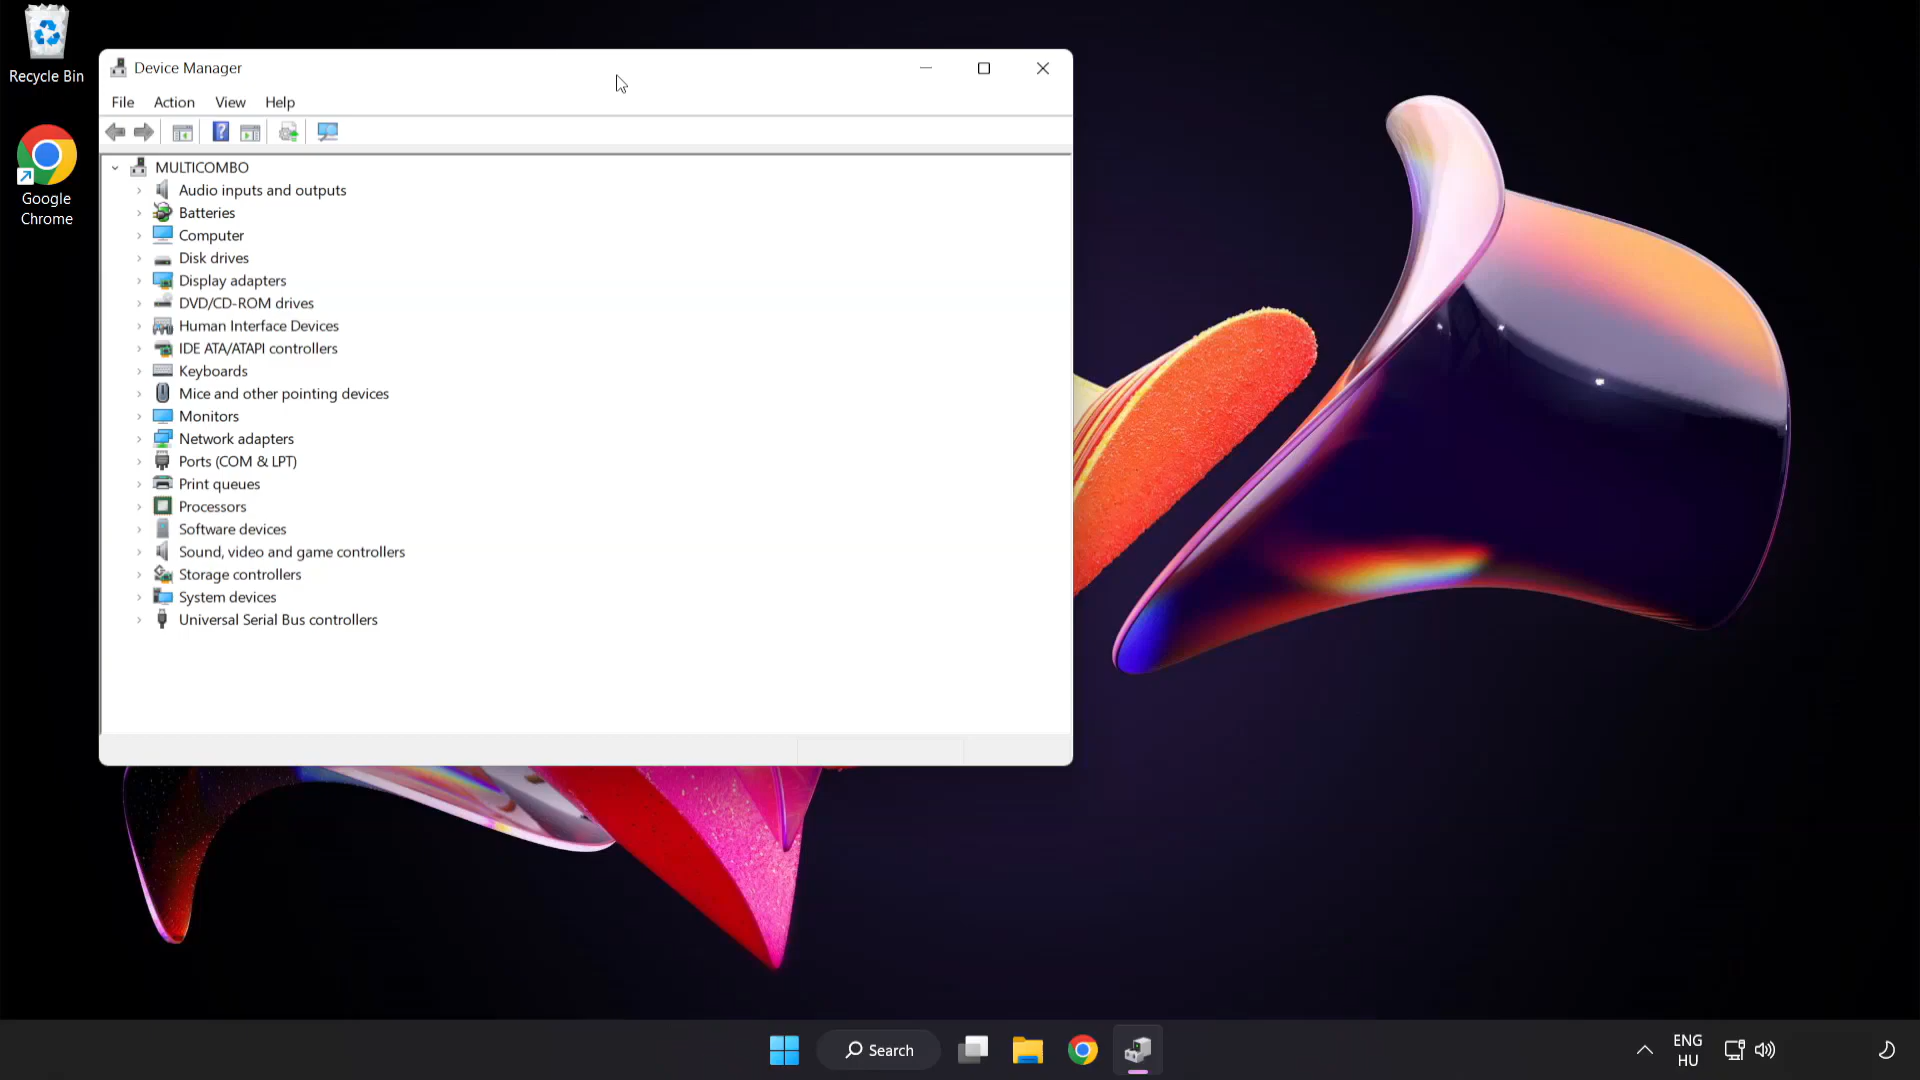 Recycle Bin
Google
Chrome
Device Manager
File Action View Help
MULTICOMBO
Audio inputs and outputs
Batteries
Computer
Disk drives
Display adapters
DVD/CD-ROM drives
Human Interface Devices
IDE ATA/ATAPI controllers
Keyboards
Mice and other pointing devices
Monitors
Network adapters
Ports (COM & LPT)
Print queues
Processors
Software devices
Sound, video and game controllers
Storage controllers
System devices
Universal Serial Bus controllers
Search
ENG
HU